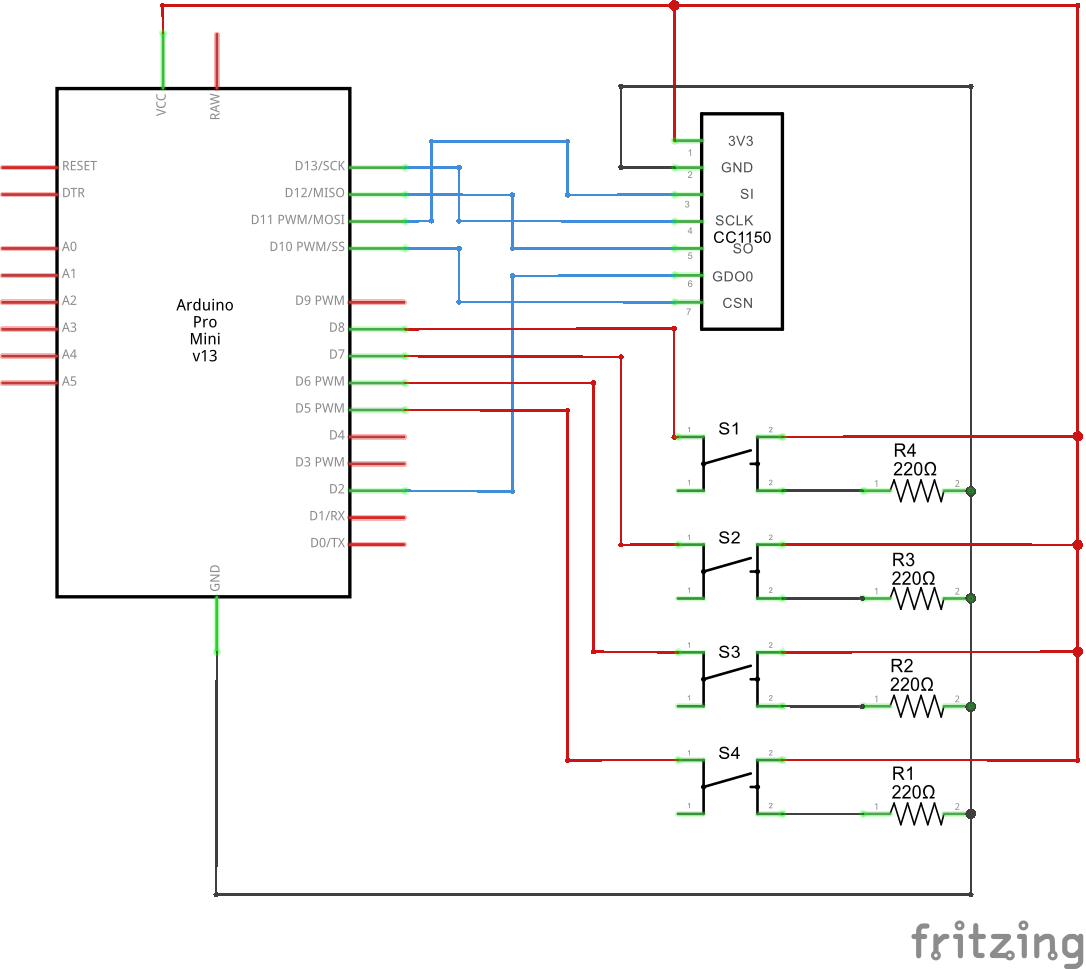 VCC
RAW
RESET
DTR
A0
A1
A2
A3
A4
A5
Arduino
Pro
Mini
v13
D13/SCK
D12/MISO
D11 PWM/MOSI
D10 PWM/SS
D9 PWM
D8
D7
D6 PWM
D5 PWM
D4
D3 PWM
D2
D1/RX
D0/TX
GND
3V3
1
GND
2
SI
3
SCLK
4
CC1150
SO
5
GDO0
6
CSN
7
S1
1 2
1 2
R4
220Ω
1 2
S2
1 2
1 2
R3
220Ω
1 2
S3
1 2
1 2
R2
220Ω
1 2
S4
1 2
1 2
R1
220Ω
1 2
fritzing